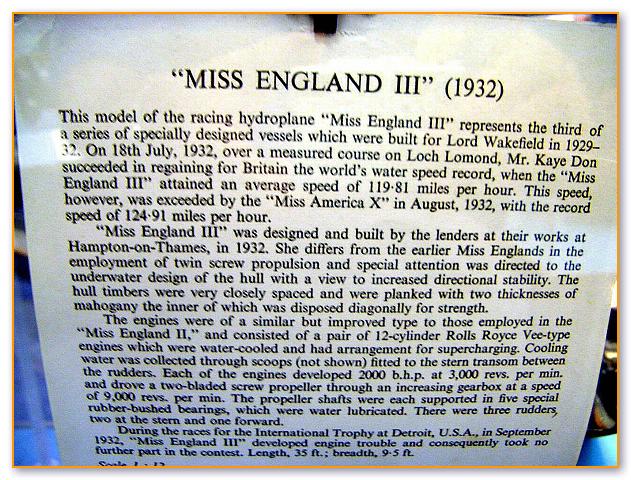 “MISS ENGLAND III” (1932)
This model of the racing hydroplane “Miss England III” represents the third of
a series of specially designed vessels which were built for Lord Wakefield in 1929–
32. On 18th July, 1932, over a measured course on Loch Lomond, Mr. Kaye Don
succeeded in regaining for Britain the world’s water speed record, when the “Miss
England III” attained an average speed of 119·81 miles per hour. This speed,
however, was exceeded by the “Miss America X” in August, 1932, with the record
speed of 124·91 miles per hour.
“Miss England III” was designed and built by the lenders at their works at
Hampton-on-Thames, in 1932. She differs from the earlier Miss Englands in the
employment of twin screw propulsion and special attention was directed to the
underwater design of the hull with a view to increased directional stability. The
hull timbers were very closely spaced and were planked with two thicknesses of
mahogany the inner of which was disposed diagonally for strength.
The engines were of a similar but improved type to those employed in the
“Miss England II,” and consisted of a pair of 12-cylinder Rolls Royce Vee-type
engines which were water-cooled and had arrangement for supercharging. Cooling
water was collected through scoops (not shown) fitted to the stern transom between
the rudders. Each of the engines developed 2000 b.h.p. at 3,000 revs. per min.
and drove a two-bladed screw propeller through an increasing gearbox at a speed
of 9,000 revs. per min. The propeller shafts were each supported in five special
rubber-bushed bearings, which were water lubricated. There were three rudders,
two at the stern and one forward.
During the races for the International Trophy at Detroit, U.S.A., in September
1932, “Miss England III” developed engine trouble and consequently took no
further part in the contest. Length, 35 ft.; breadth, 9·5 ft.
Scale 1 : 12